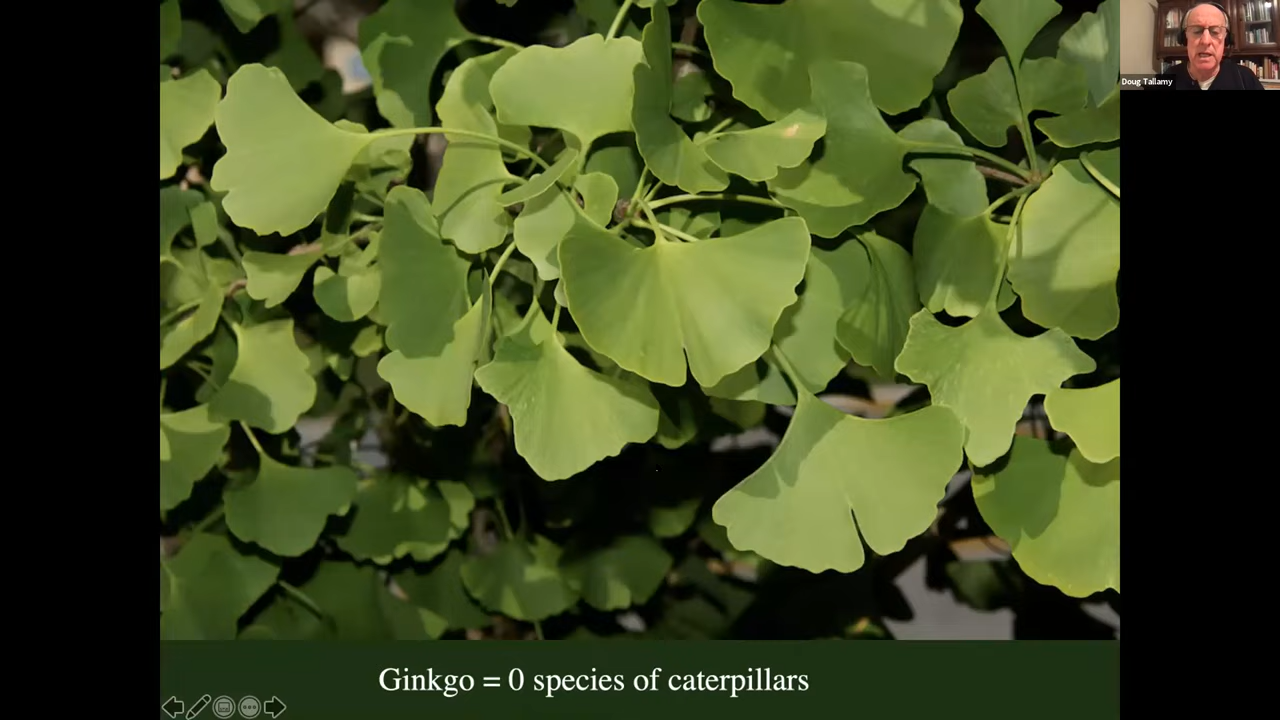 Doug Tallamy
Ginkgo = 0 species of caterpillars